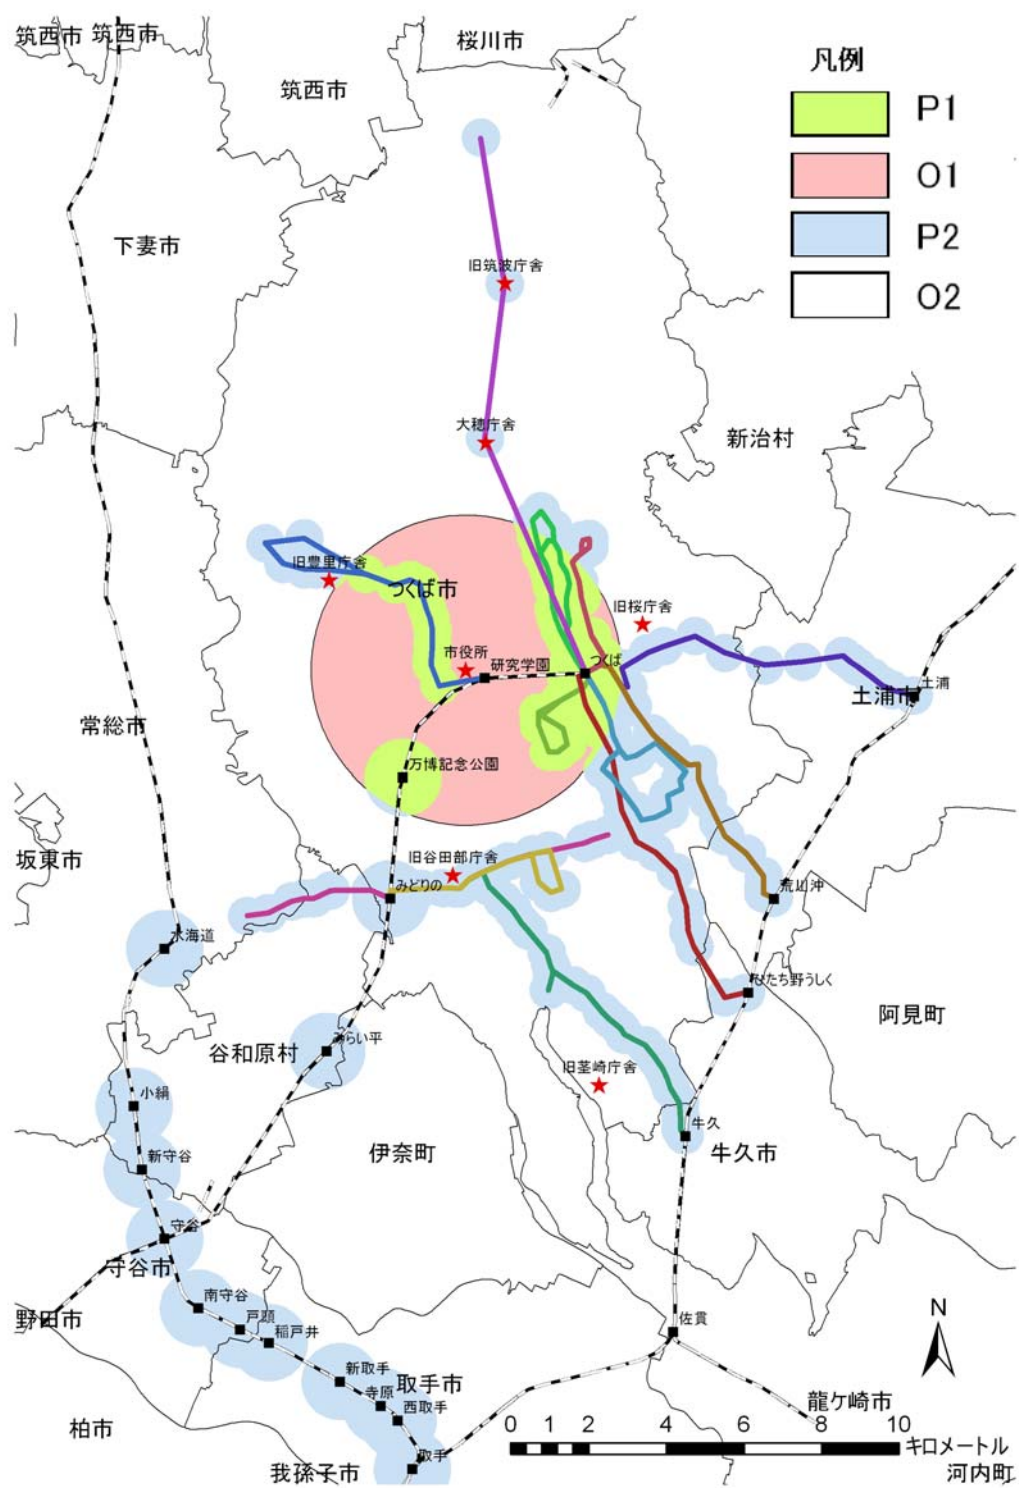 筑西市
筑西市
桜川市
筑西市
凡例
P1
O1
P2
O2
下妻市
旧筑波庁舎
大穂庁舎
新治村
旧豊里庁舎
つくば市
旧桜庁舎
市役所
研究学園
つくば
土浦市
土浦
常総市
万博記念公園
坂東市
旧谷田部庁舎
みどりの
荒川沖
水海道
ひたち野うしく
阿見町
谷和原村
みらい平
旧茎崎庁舎
小絹
伊奈町
牛久
牛久市
新守谷
守谷
守谷市
南守谷
戸頭
稲戸井
野田市
佐貫
N
新取手
取手市
寺原
西取手
龍ケ崎市
柏市
0 1 2 4 6 8 10
キロメートル
取手
我孫子市
河内町